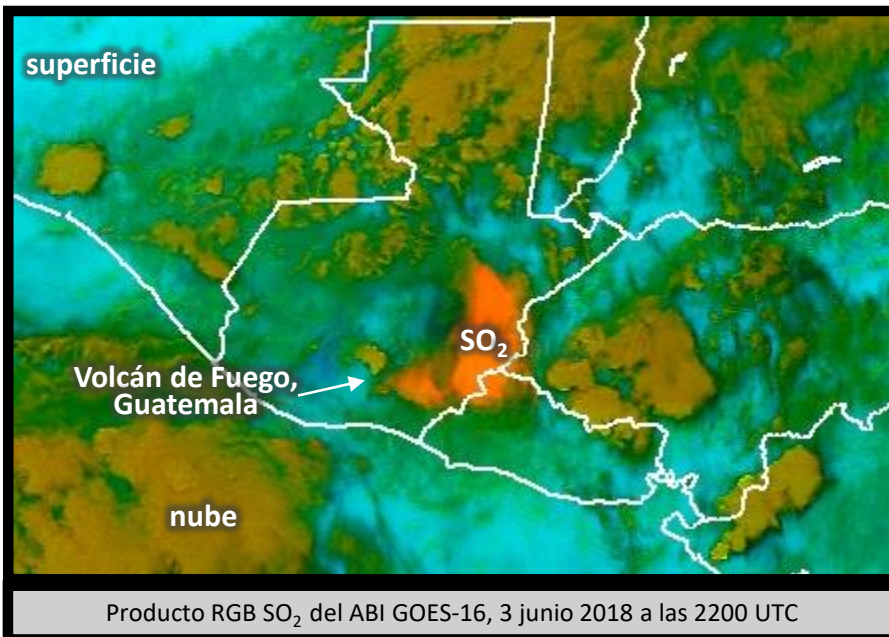 superficie
SO₂
Volcán de Fuego,
Guatemala
nube
Producto RGB SO₂ del ABI GOES-16, 3 junio 2018 a las 2200 UTC